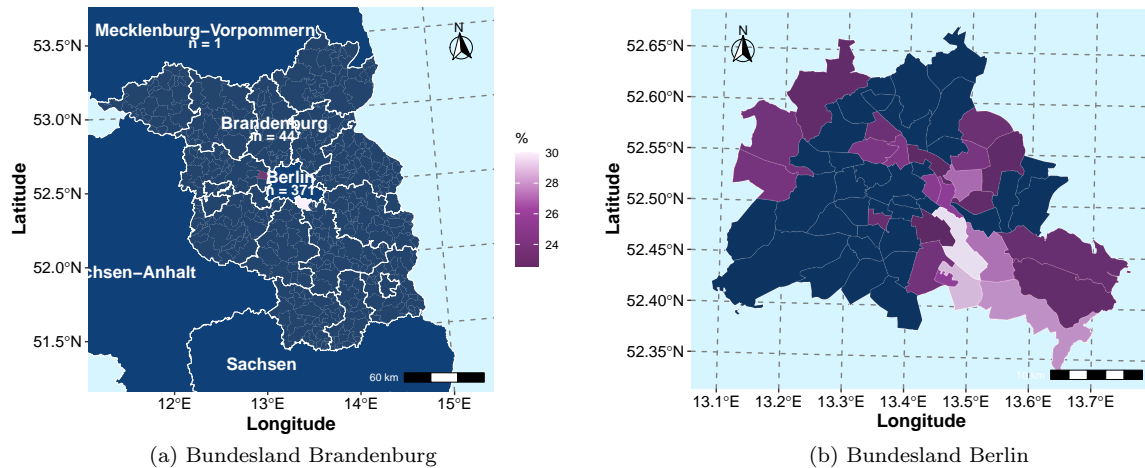 Mecklenburg−Vorpommern
n = 1
Brandenburg
n = 44
Berlin
n = 371
chsen−Anhalt
Sachsen
60 km
53.5°N
53.0°N
52.5°N
52.0°N
51.5°N
Latitude
12°E 13°E 14°E 15°E
Longitude
%
30
28
26
24
(a) Bundesland Brandenburg
52.65°N
52.60°N
52.55°N
52.50°N
52.45°N
52.40°N
52.35°N
Latitude
13.1°E 13.2°E 13.3°E 13.4°E 13.5°E 13.6°E 13.7°E
Longitude
(b) Bundesland Berlin